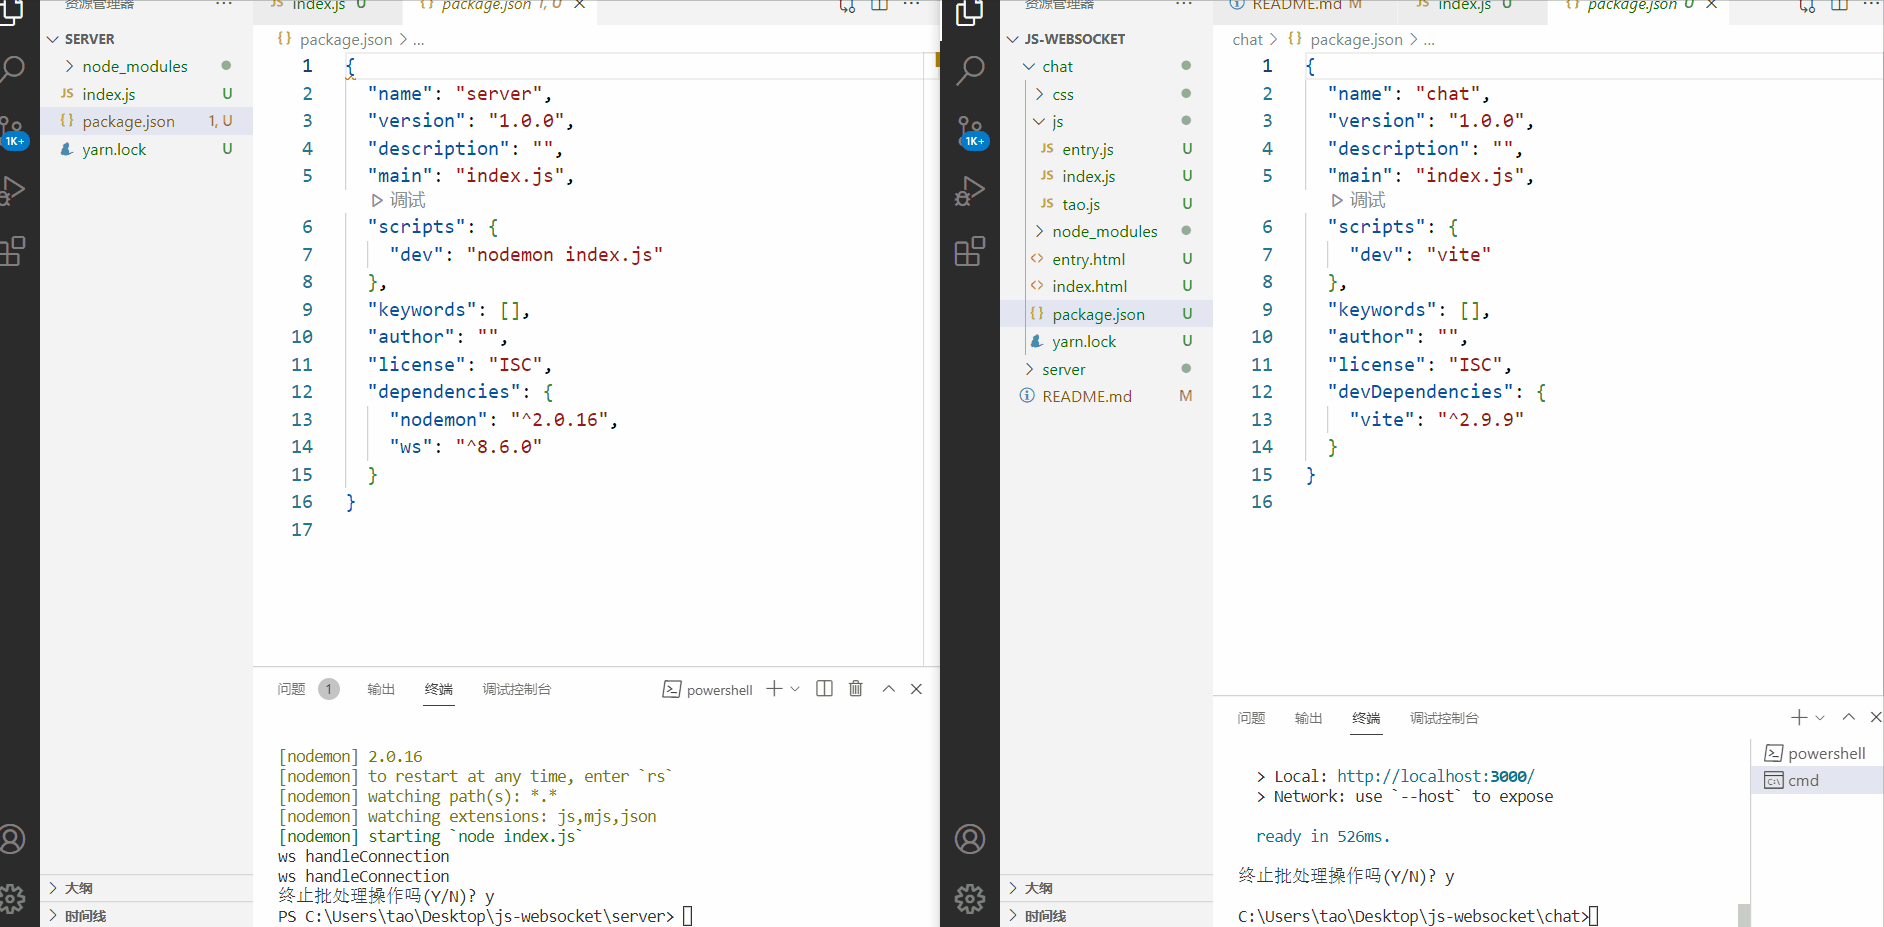 资源管理器
SERVER
node_modules
JS index.js U
{} package.json 1, U
yarn.lock U
1K+
大纲
时间线
JS index.js U
{} package.json 1, U
{} package.json > ...
1 {
2 "name": "server",
3 "version": "1.0.0",
4 "description": "",
5 "main": "index.js",
调试
6 "scripts": {
7 "dev": "nodemon index.js"
8 },
9 "keywords": [],
10 "author": "",
11 "license": "ISC",
12 "dependencies": {
13 "nodemon": "^2.0.16",
14 "ws": "^8.6.0"
15 }
16 }
17
问题 1 输出 终端 调试控制台 powershell
[nodemon] 2.0.16
[nodemon] to restart at any time, enter `rs`
[nodemon] watching path(s): *.*
[nodemon] watching extensions: js,mjs,json
[nodemon] starting `node index.js`
ws handleConnection
ws handleConnection
终止批处理操作吗(Y/N)? y
PS C:\Users\tao\Desktop\js-websocket\server>
资源管理器
JS-WEBSOCKET
chat
css
js
JS entry.js U
JS index.js U
JS tao.js U
node_modules
<> entry.html U
<> index.html U
{} package.json U
yarn.lock U
server
README.md M
1K+
大纲
时间线
README.md M
JS index.js U
{} package.json U
chat > {} package.json > ...
1 {
2 "name": "chat",
3 "version": "1.0.0",
4 "description": "",
5 "main": "index.js",
调试
6 "scripts": {
7 "dev": "vite"
8 },
9 "keywords": [],
10 "author": "",
11 "license": "ISC",
12 "devDependencies": {
13 "vite": "^2.9.9"
14 }
15 }
16
问题 输出 终端 调试控制台
> Local: http://localhost:3000/
> Network: use `--host` to expose
ready in 526ms.
终止批处理操作吗(Y/N)? y
C:\Users\tao\Desktop\js-websocket\chat>
powershell
cmd